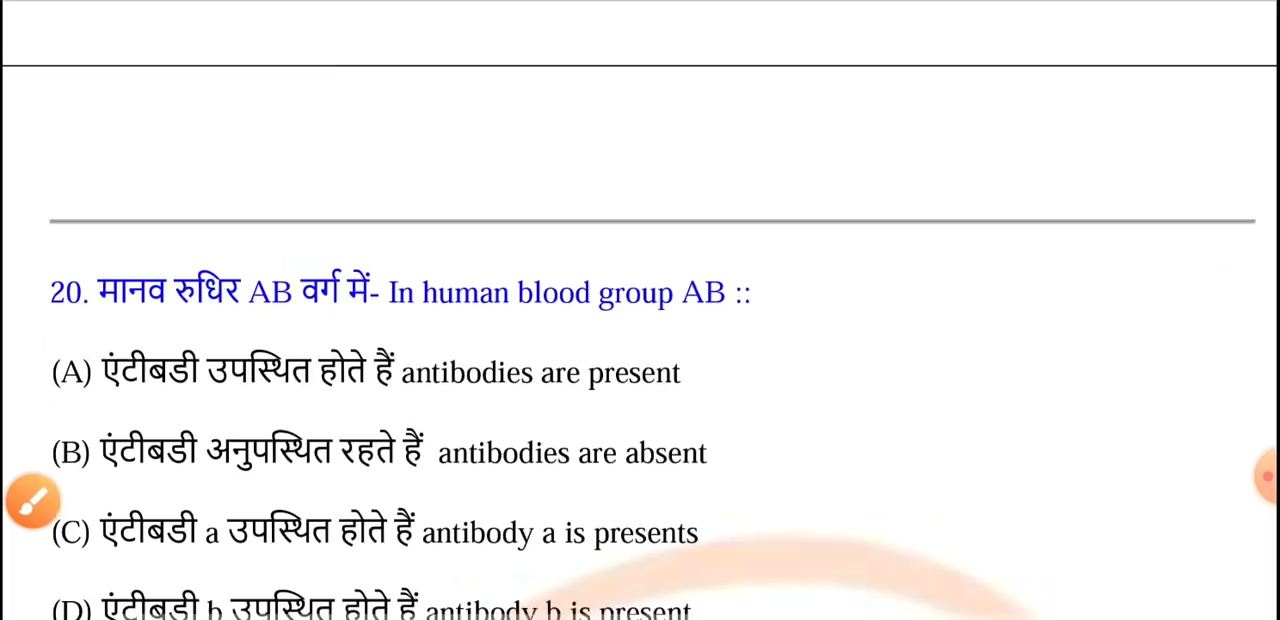 20. मानव रुधिर AB वर्ग में- In human blood group AB ::
(A) एंटीबडी उपस्थित होते हैं antibodies are present
(B) एंटीबडी अनुपस्थित रहते हैं antibodies are absent
(C) एंटीबडी a उपस्थित होते हैं antibody a is presents
(D) एंटीबडी b उपस्थित होते हैं antibody b is present